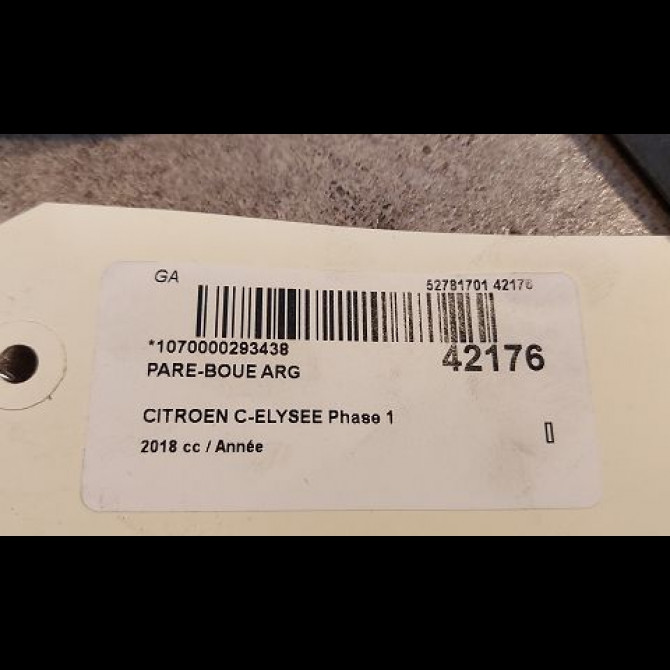 GA
52781701 42176
*1070000293438
42176
PARE-BOUE ARG
CITROEN C-ELYSEE Phase 1
2018 cc / Année